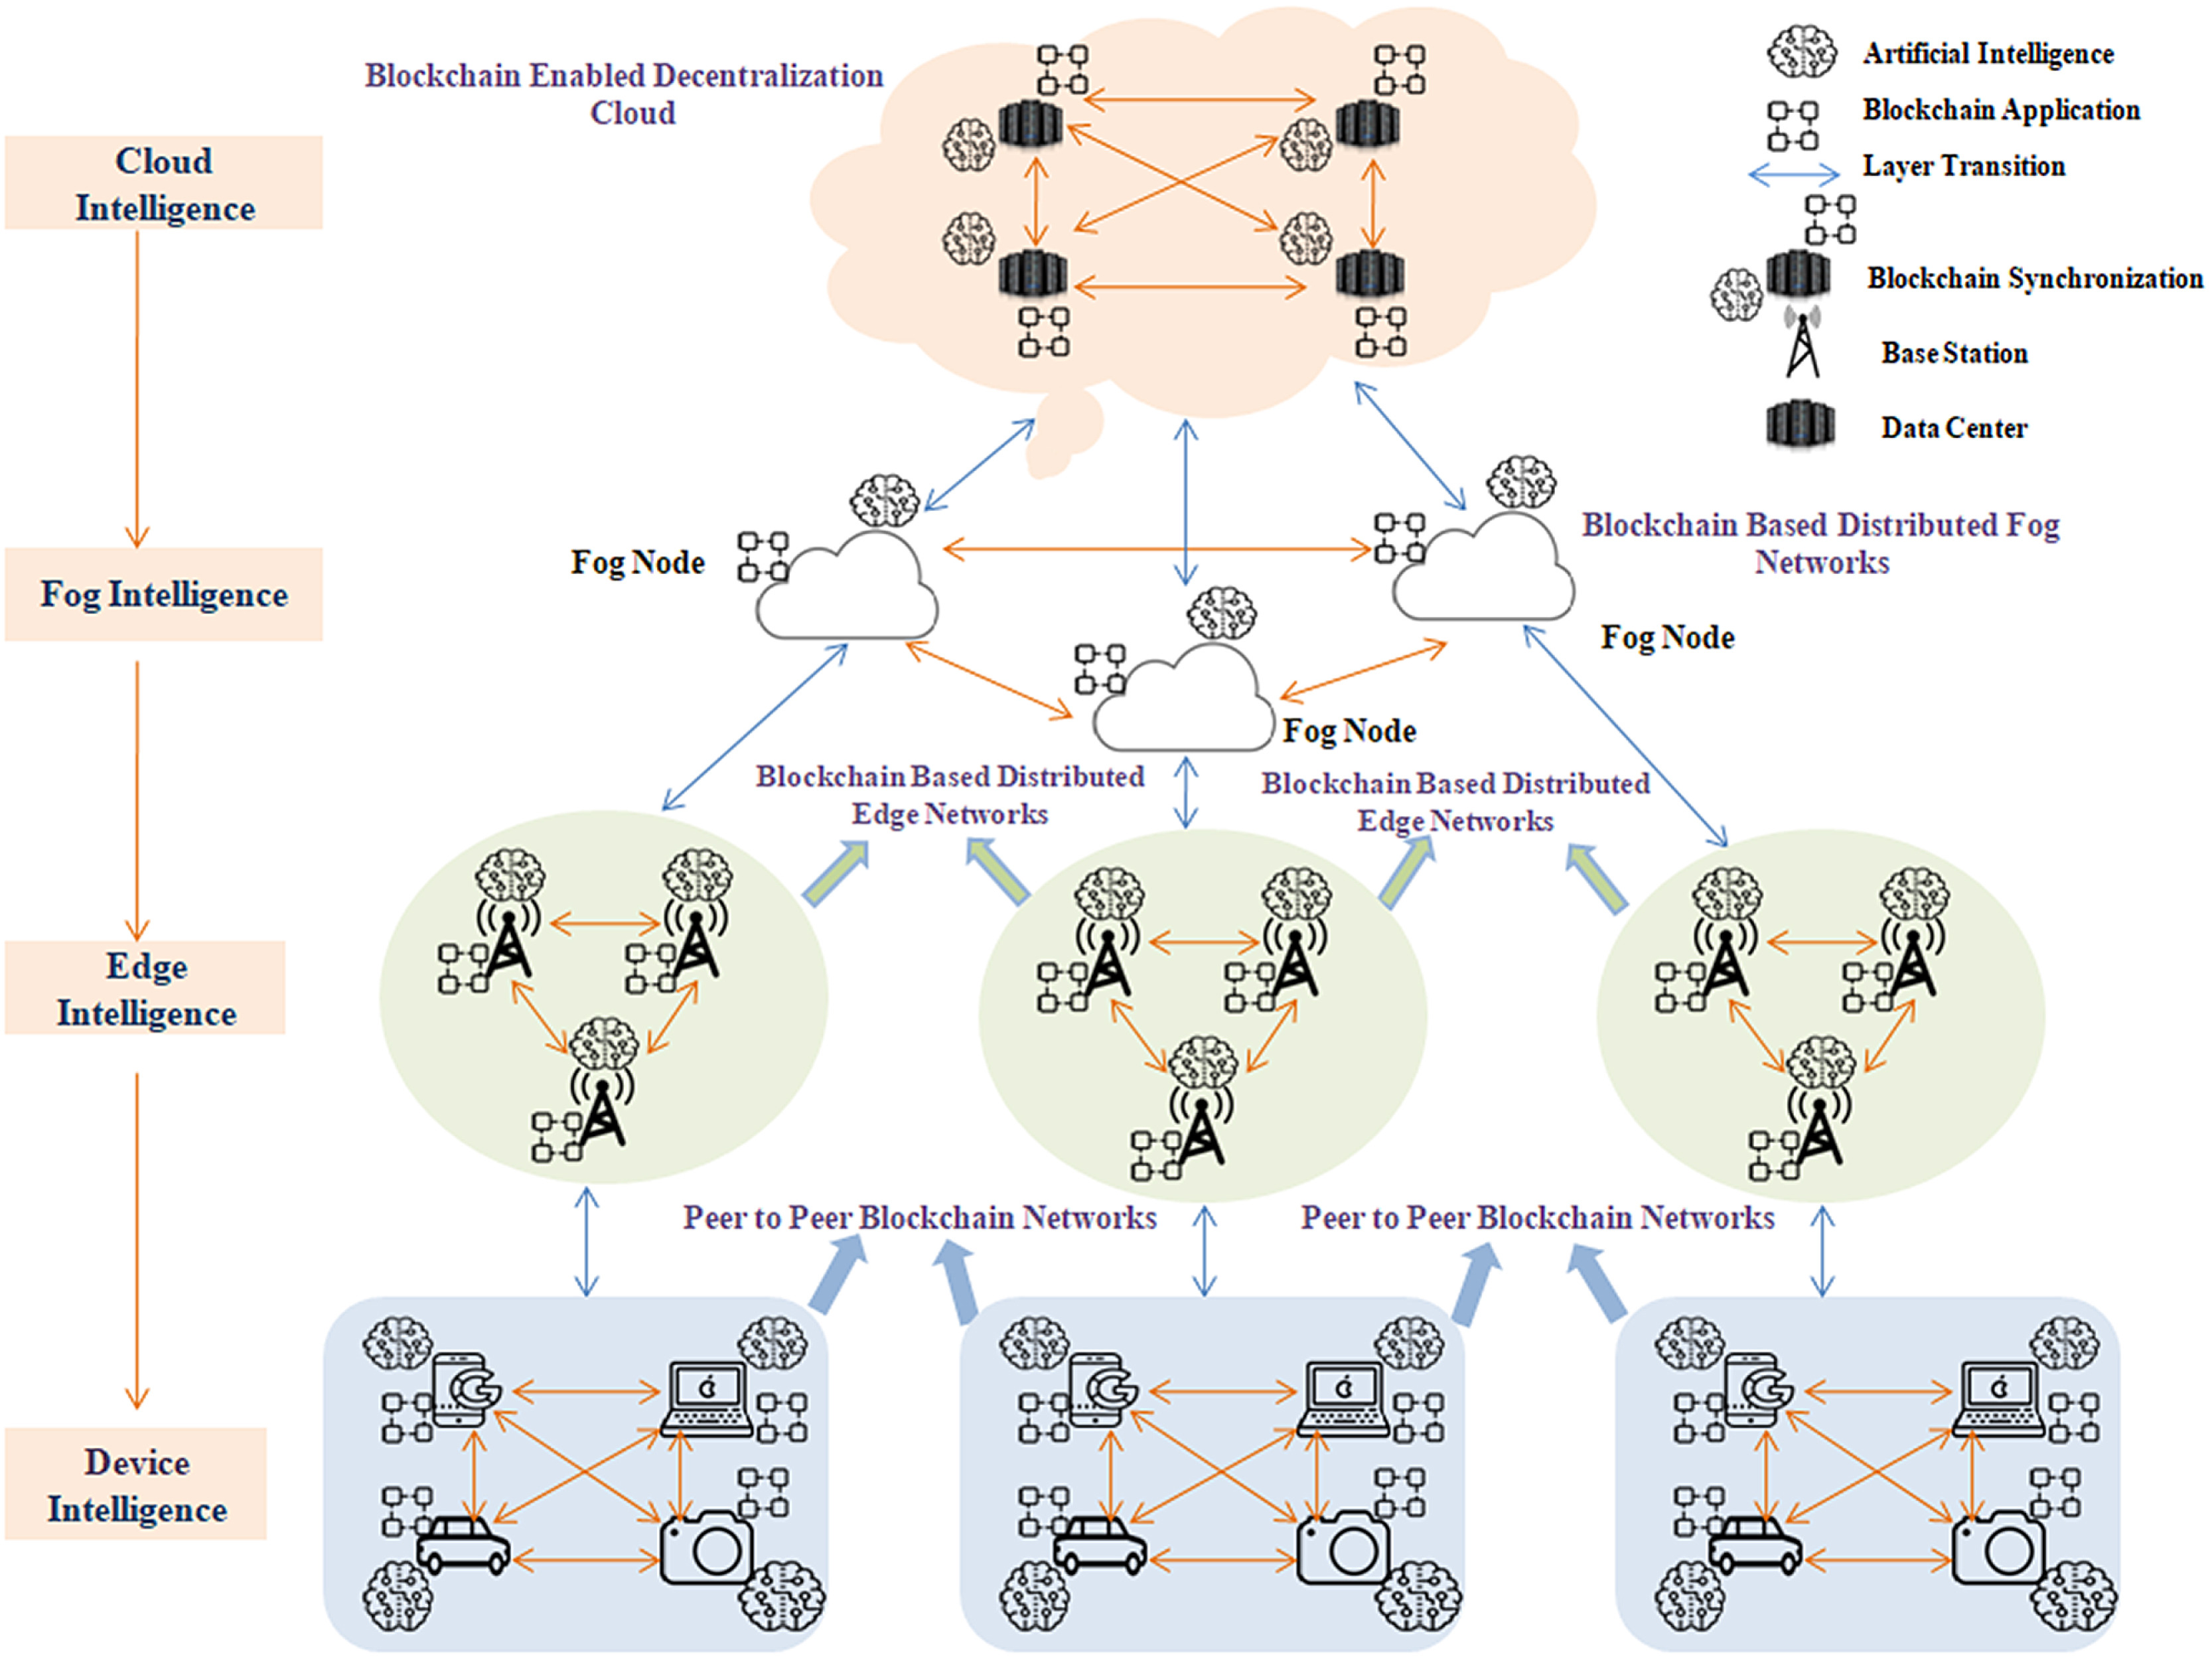 Blockchain Enabled Decentralization
Cloud
Artificial Intelligence
Blockchain Application
Layer Transition
Blockchain Synchronization
Base Station
Data Center
Cloud
Intelligence
Fog Node
Blockchain Based Distributed Fog
Networks
Fog Intelligence
Fog Node
Fog Node
Blockchain Based Distributed
Edge Networks
Blockchain Based Distributed
Edge Networks
Edge
Intelligence
Peer to Peer Blockchain Networks
Peer to Peer Blockchain Networks
Device
Intelligence